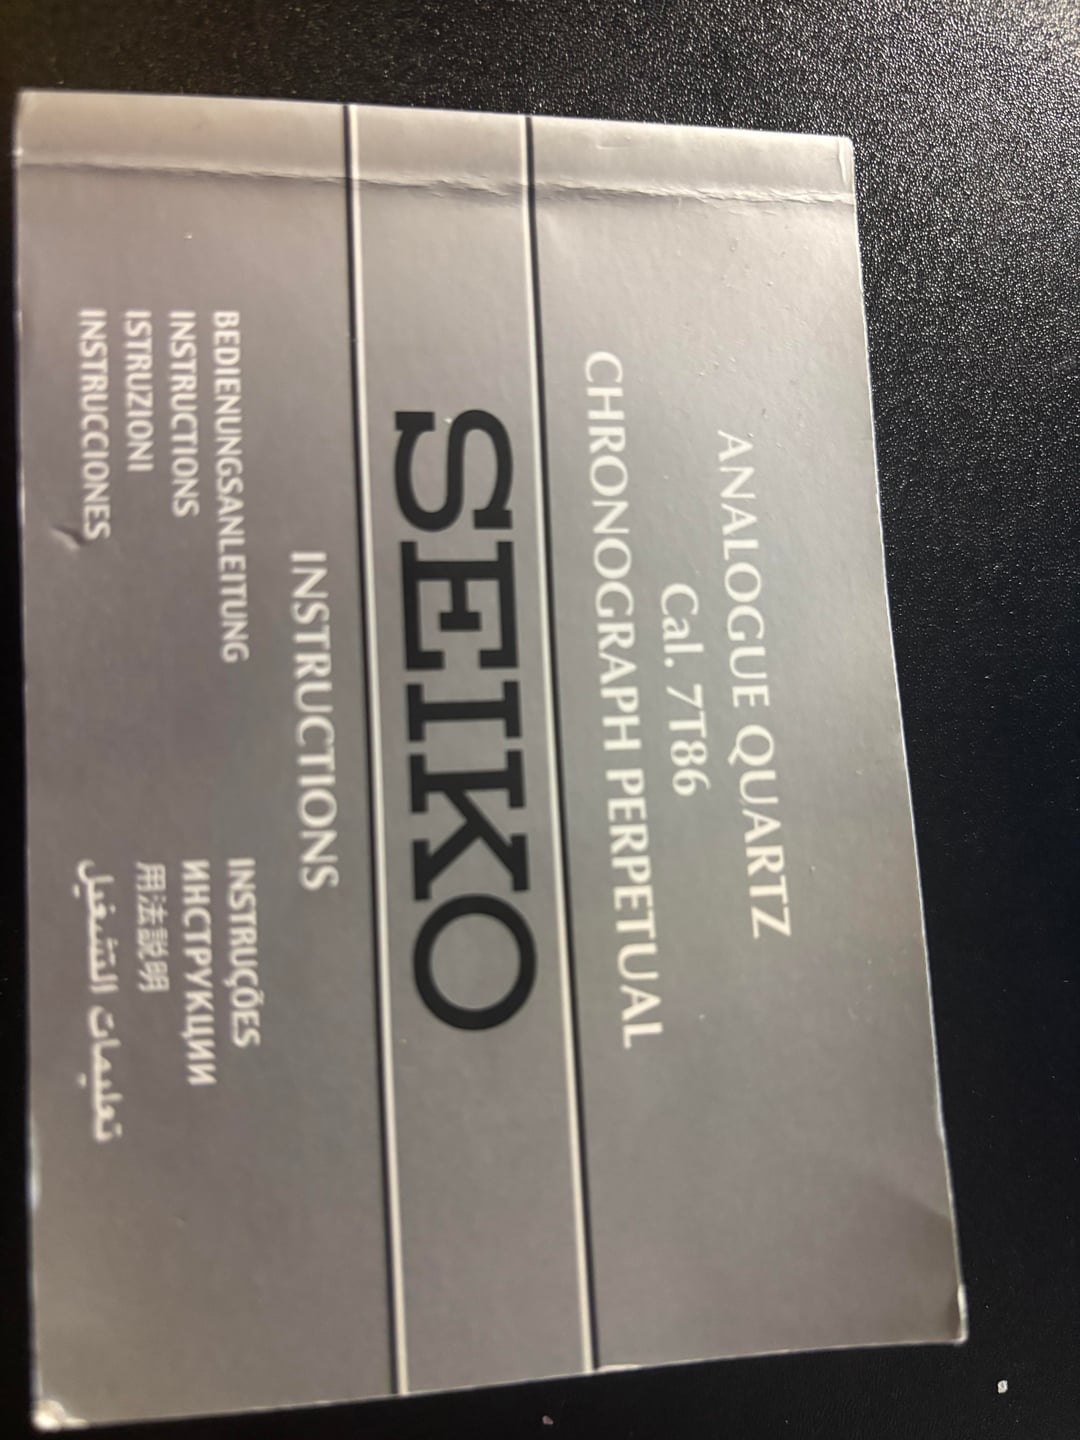 ANALOGUE QUARTZ
Cal. 7T86
CHRONOGRAPH PERPETUAL
SEIKO
INSTRUCTIONS
BEDIENUNGSANLEITUNG
INSTRUCTIONS
ISTRUZIONI
INSTRUCCIONES
INSTRUÇÕES
ИНСТРУКЦИИ
用法説明
تعليمات التشغيل